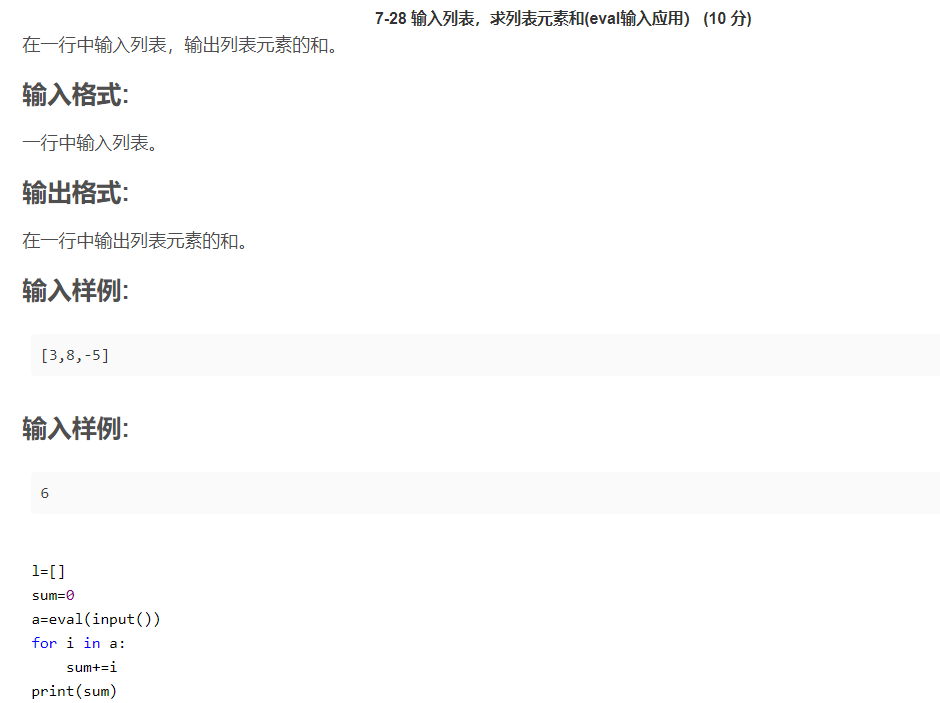 7-28 输入列表，求列表元素和(eval输入应用) (10 分)
在一行中输入列表，输出列表元素的和。
输入格式:
一行中输入列表。
输出格式:
在一行中输出列表元素的和。
输入样例:
[3,8,-5]
输入样例:
6
l=[]
sum=0
a=eval(input())
for i in a:
    sum+=i
print(sum)